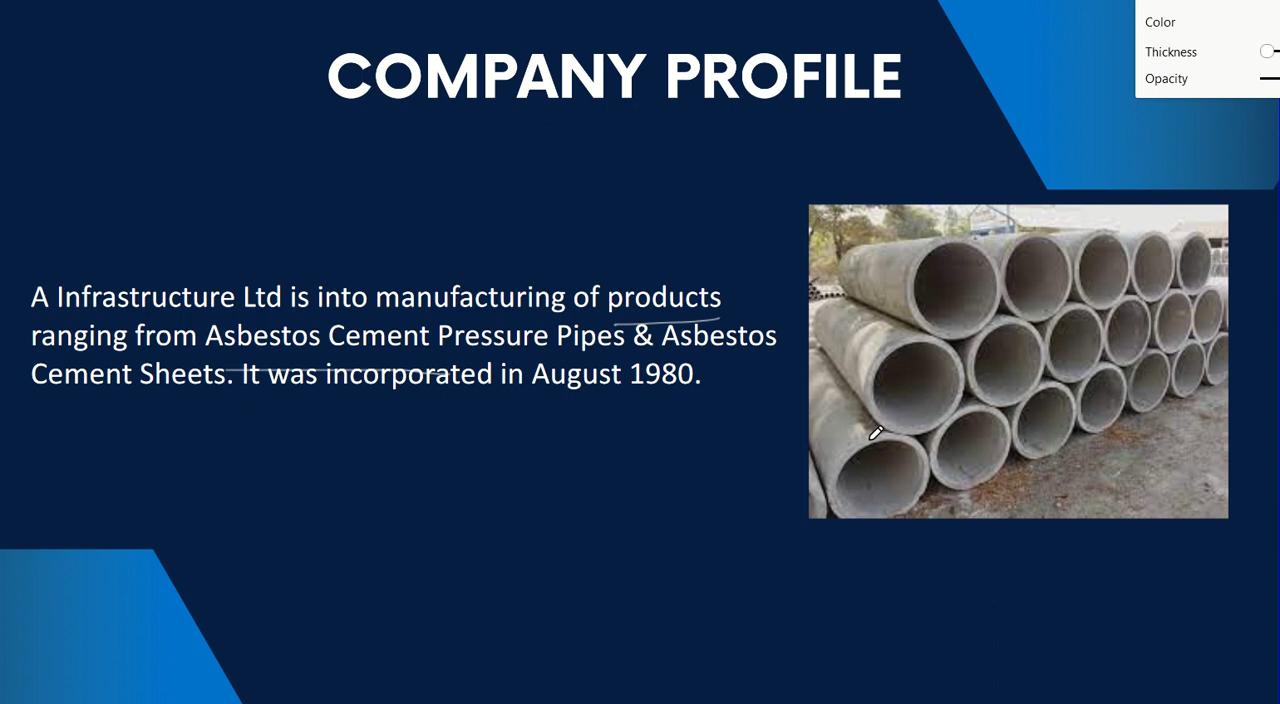 COMPANY PROFILE
Color
Thickness
Opacity
A Infrastructure Ltd is into manufacturing of products
ranging from Asbestos Cement Pressure Pipes & Asbestos
Cement Sheets. It was incorporated in August 1980.